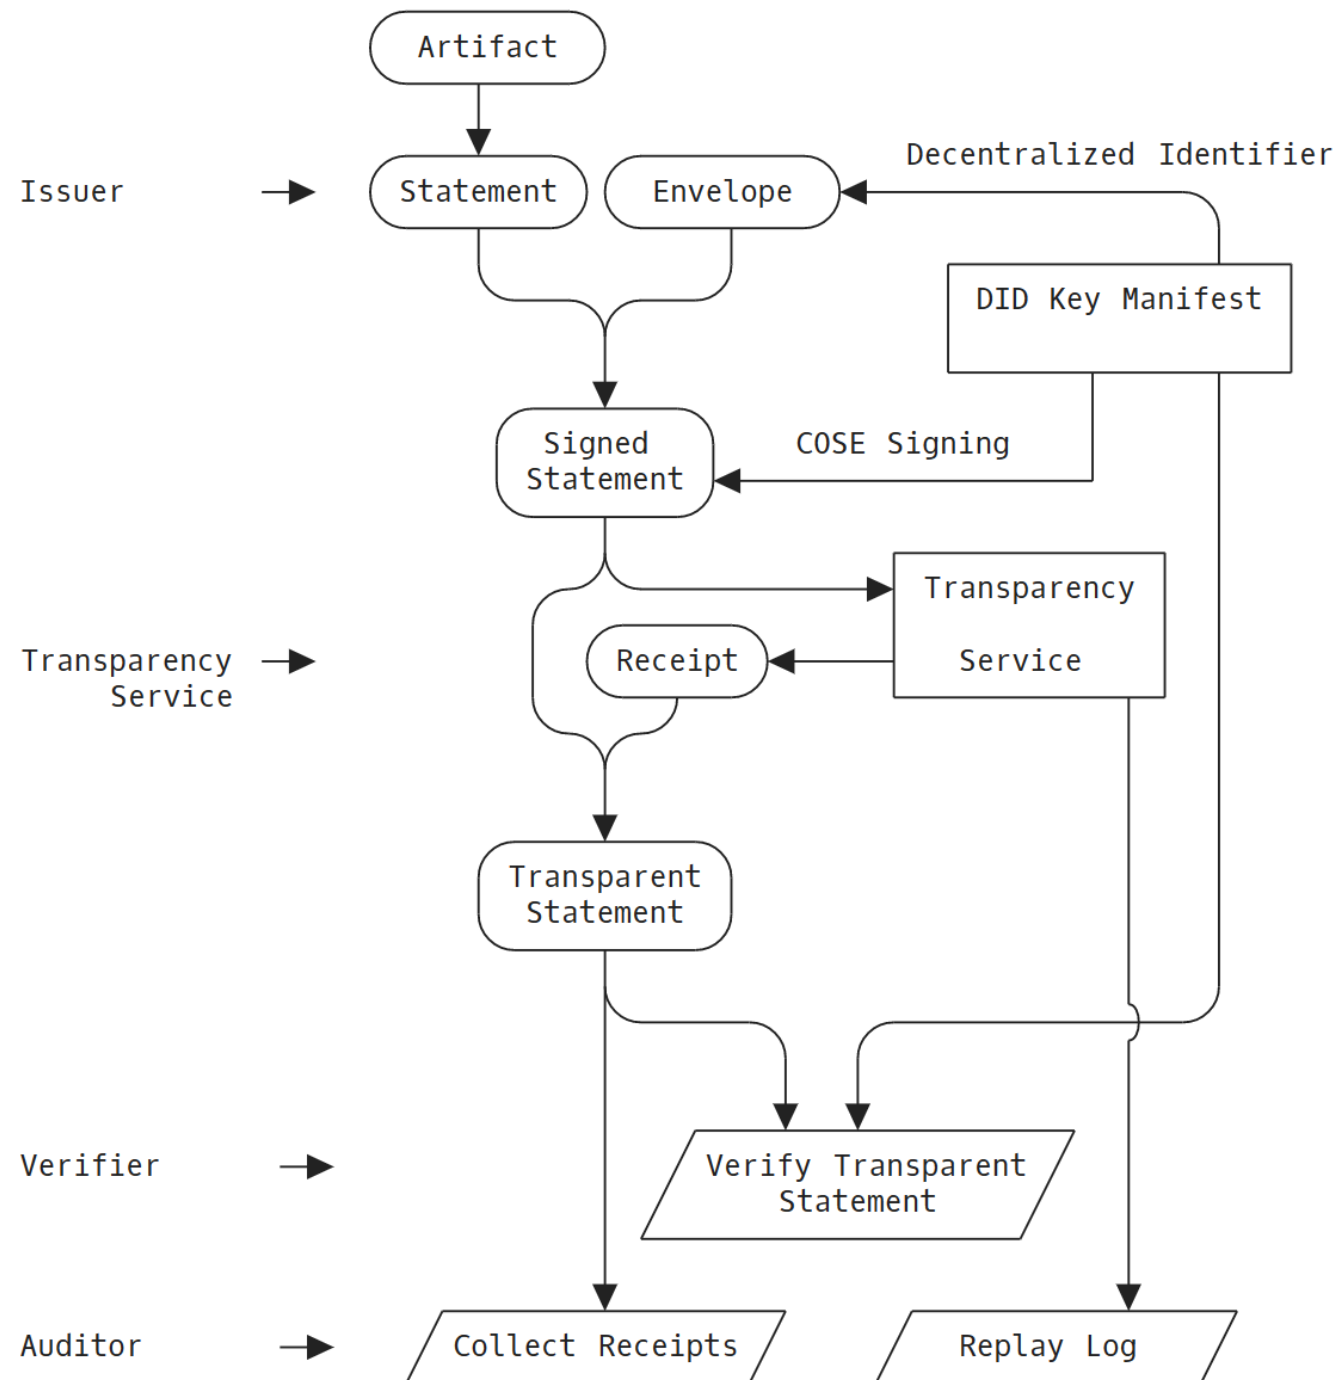 Artifact
Decentralized Identifier
Issuer
Statement
Envelope
DID Key Manifest
Signed
Statement
COSE Signing
Transparency
Service
Receipt
Transparency
Service
Transparent
Statement
Verifier
Verify Transparent
Statement
Auditor
Collect Receipts
Replay Log